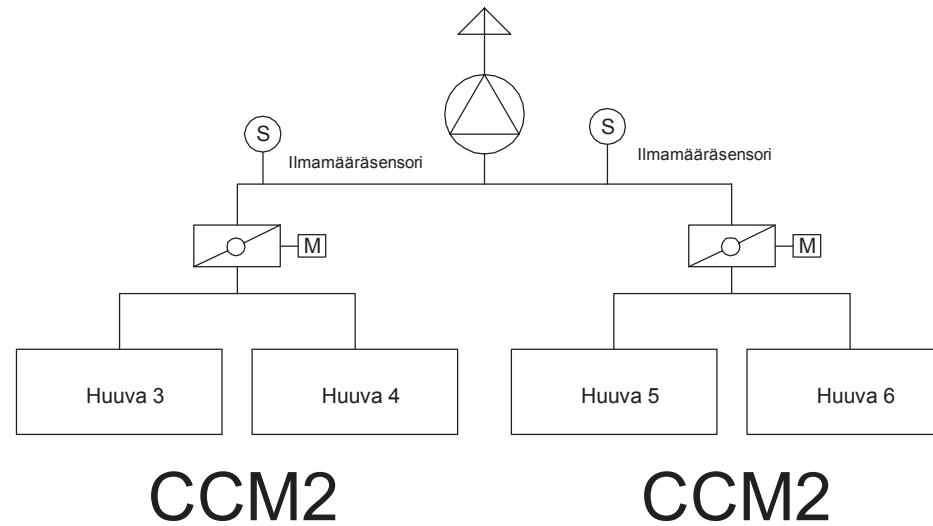 S
S
Ilmamääräsensori
Ilmamääräsensori
M
M
Huuva 3
Huuva 4
Huuva 5
Huuva 6
CCM2
CCM2